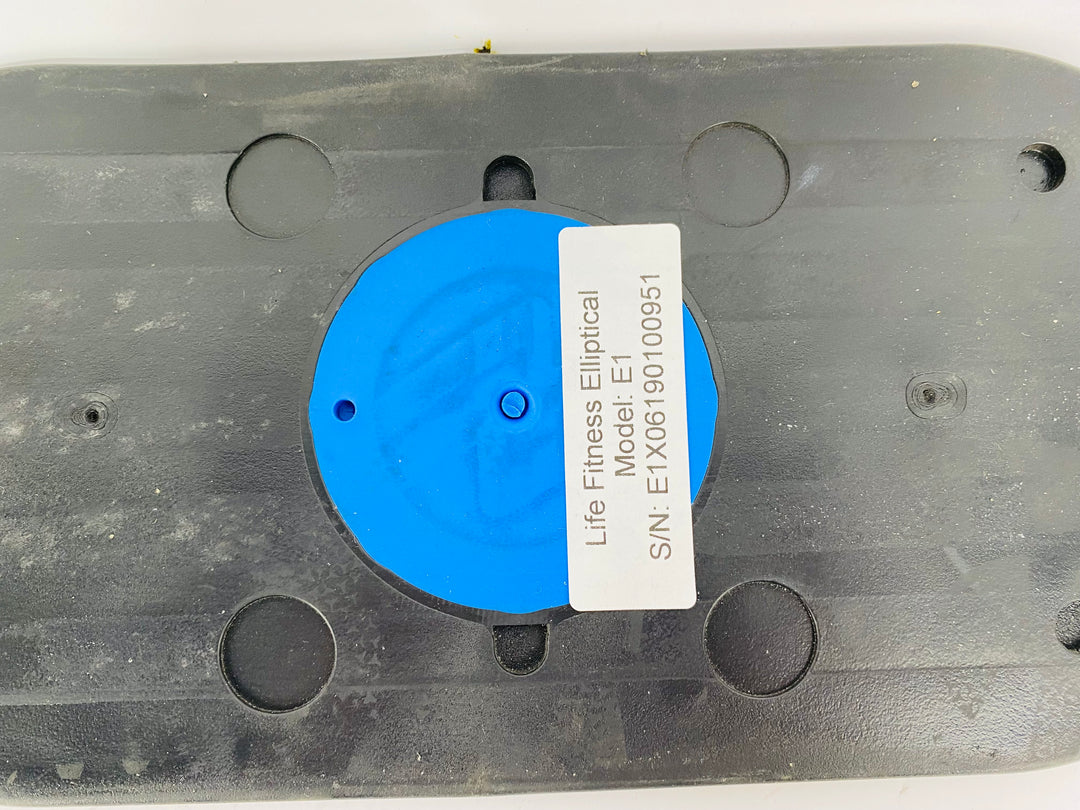 Life Fitness Elliptical
Model: E1
S/N: E1X06190100951